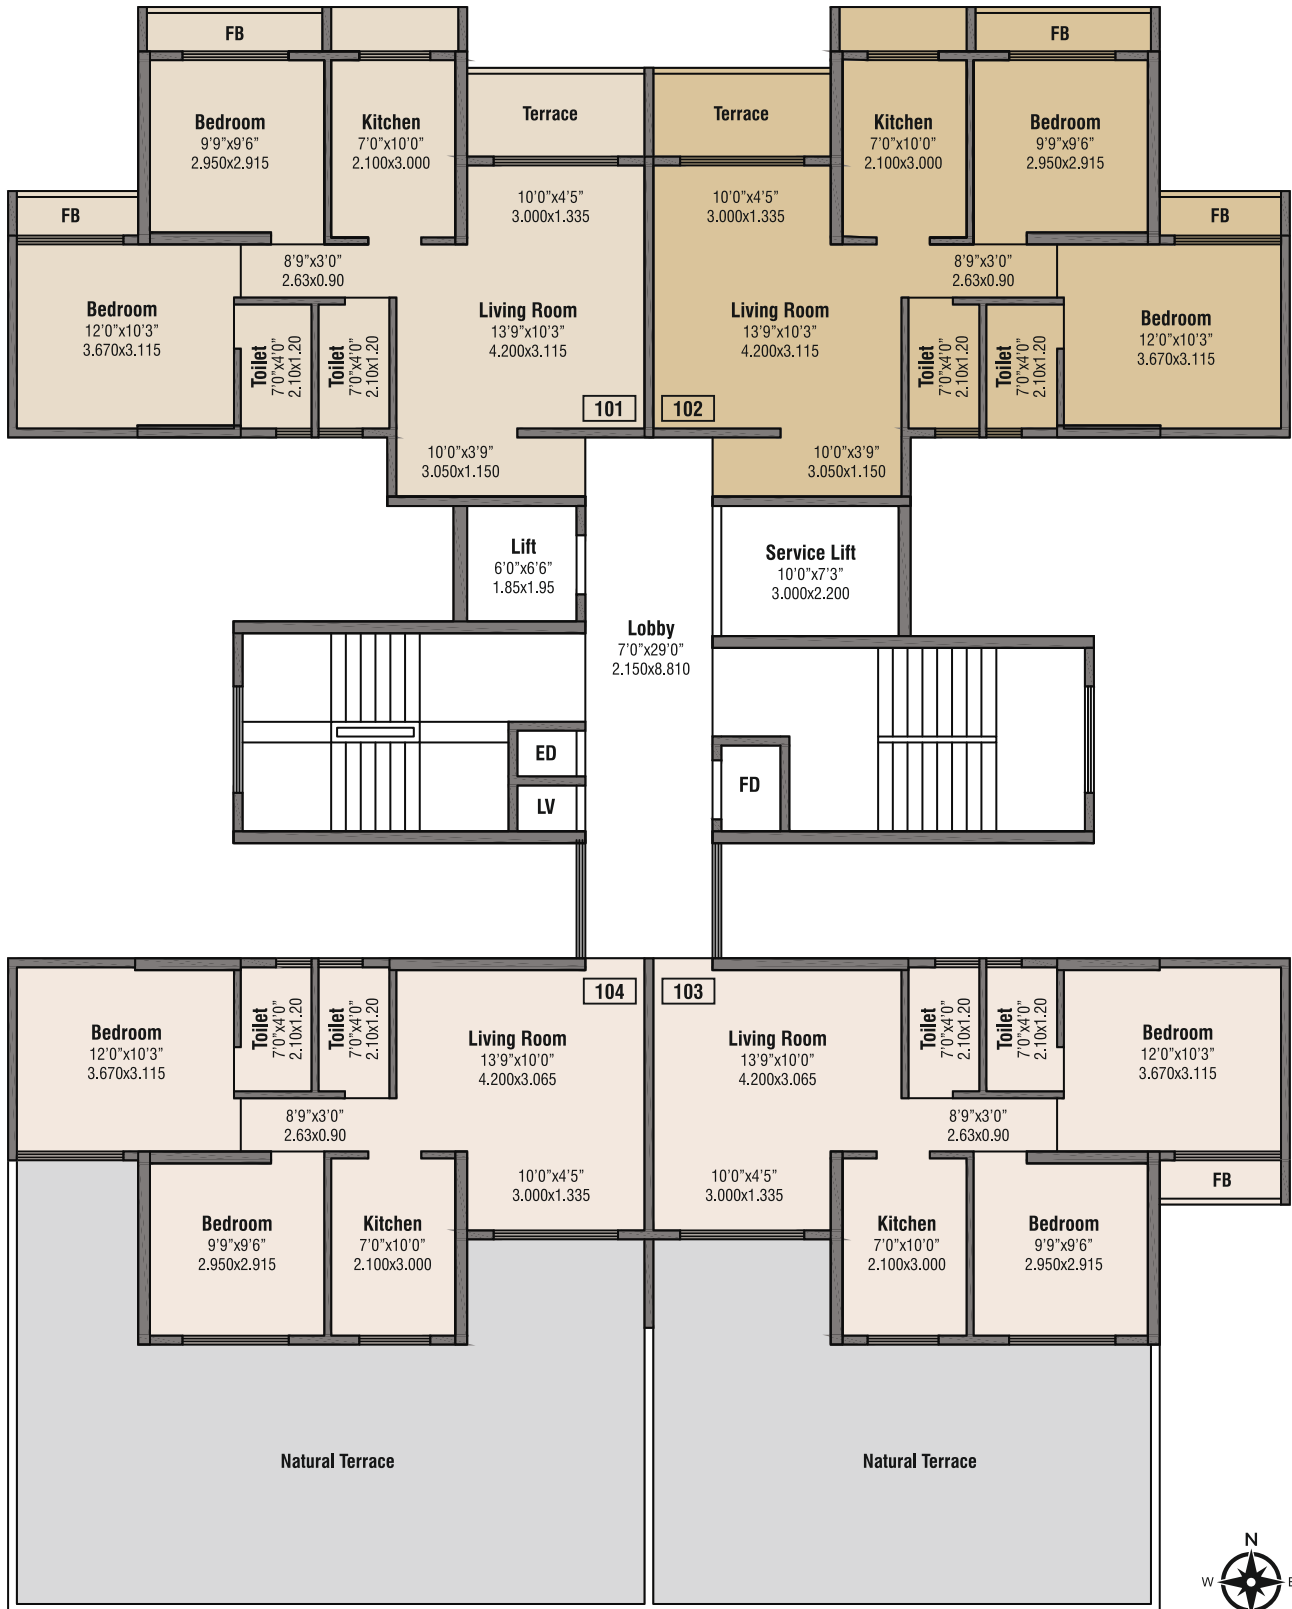 FB
FB
Bedroom
9'9"x9'6"
2.950x2.915
Kitchen
7'0"x10'0"
2.100x3.000
Terrace
Terrace
Kitchen
7'0"x10'0"
2.100x3.000
Bedroom
9'9"x9'6"
2.950x2.915
FB
10'0"x4'5"
3.000x1.335
10'0"x4'5"
3.000x1.335
FB
8'9"x3'0"
2.63x0.90
8'9"x3'0"
2.63x0.90
Bedroom
12'0"x10'3"
3.670x3.115
Toilet
7'0"x4'0"
2.10x1.20
Toilet
7'0"x4'0"
2.10x1.20
Living Room
13'9"x10'3"
4.200x3.115
Living Room
13'9"x10'3"
4.200x3.115
Toilet
7'0"x4'0"
2.10x1.20
Toilet
7'0"x4'0"
2.10x1.20
Bedroom
12'0"x10'3"
3.670x3.115
101
102
10'0"x3'9"
3.050x1.150
10'0"x3'9"
3.050x1.150
Lift
6'0"x6'6"
1.85x1.95
Service Lift
10'0"x7'3"
3.000x2.200
Lobby
7'0"x29'0"
2.150x8.810
ED
LV
FD
104
103
Bedroom
12'0"x10'3"
3.670x3.115
Toilet
7'0"x4'0"
2.10x1.20
Toilet
7'0"x4'0"
2.10x1.20
Living Room
13'9"x10'0"
4.200x3.065
Living Room
13'9"x10'0"
4.200x3.065
Toilet
7'0"x4'0"
2.10x1.20
Toilet
7'0"x4'0"
2.10x1.20
Bedroom
12'0"x10'3"
3.670x3.115
8'9"x3'0"
2.63x0.90
8'9"x3'0"
2.63x0.90
10'0"x4'5"
3.000x1.335
10'0"x4'5"
3.000x1.335
FB
Bedroom
9'9"x9'6"
2.950x2.915
Kitchen
7'0"x10'0"
2.100x3.000
Kitchen
7'0"x10'0"
2.100x3.000
Bedroom
9'9"x9'6"
2.950x2.915
Natural Terrace
Natural Terrace
N
W
E